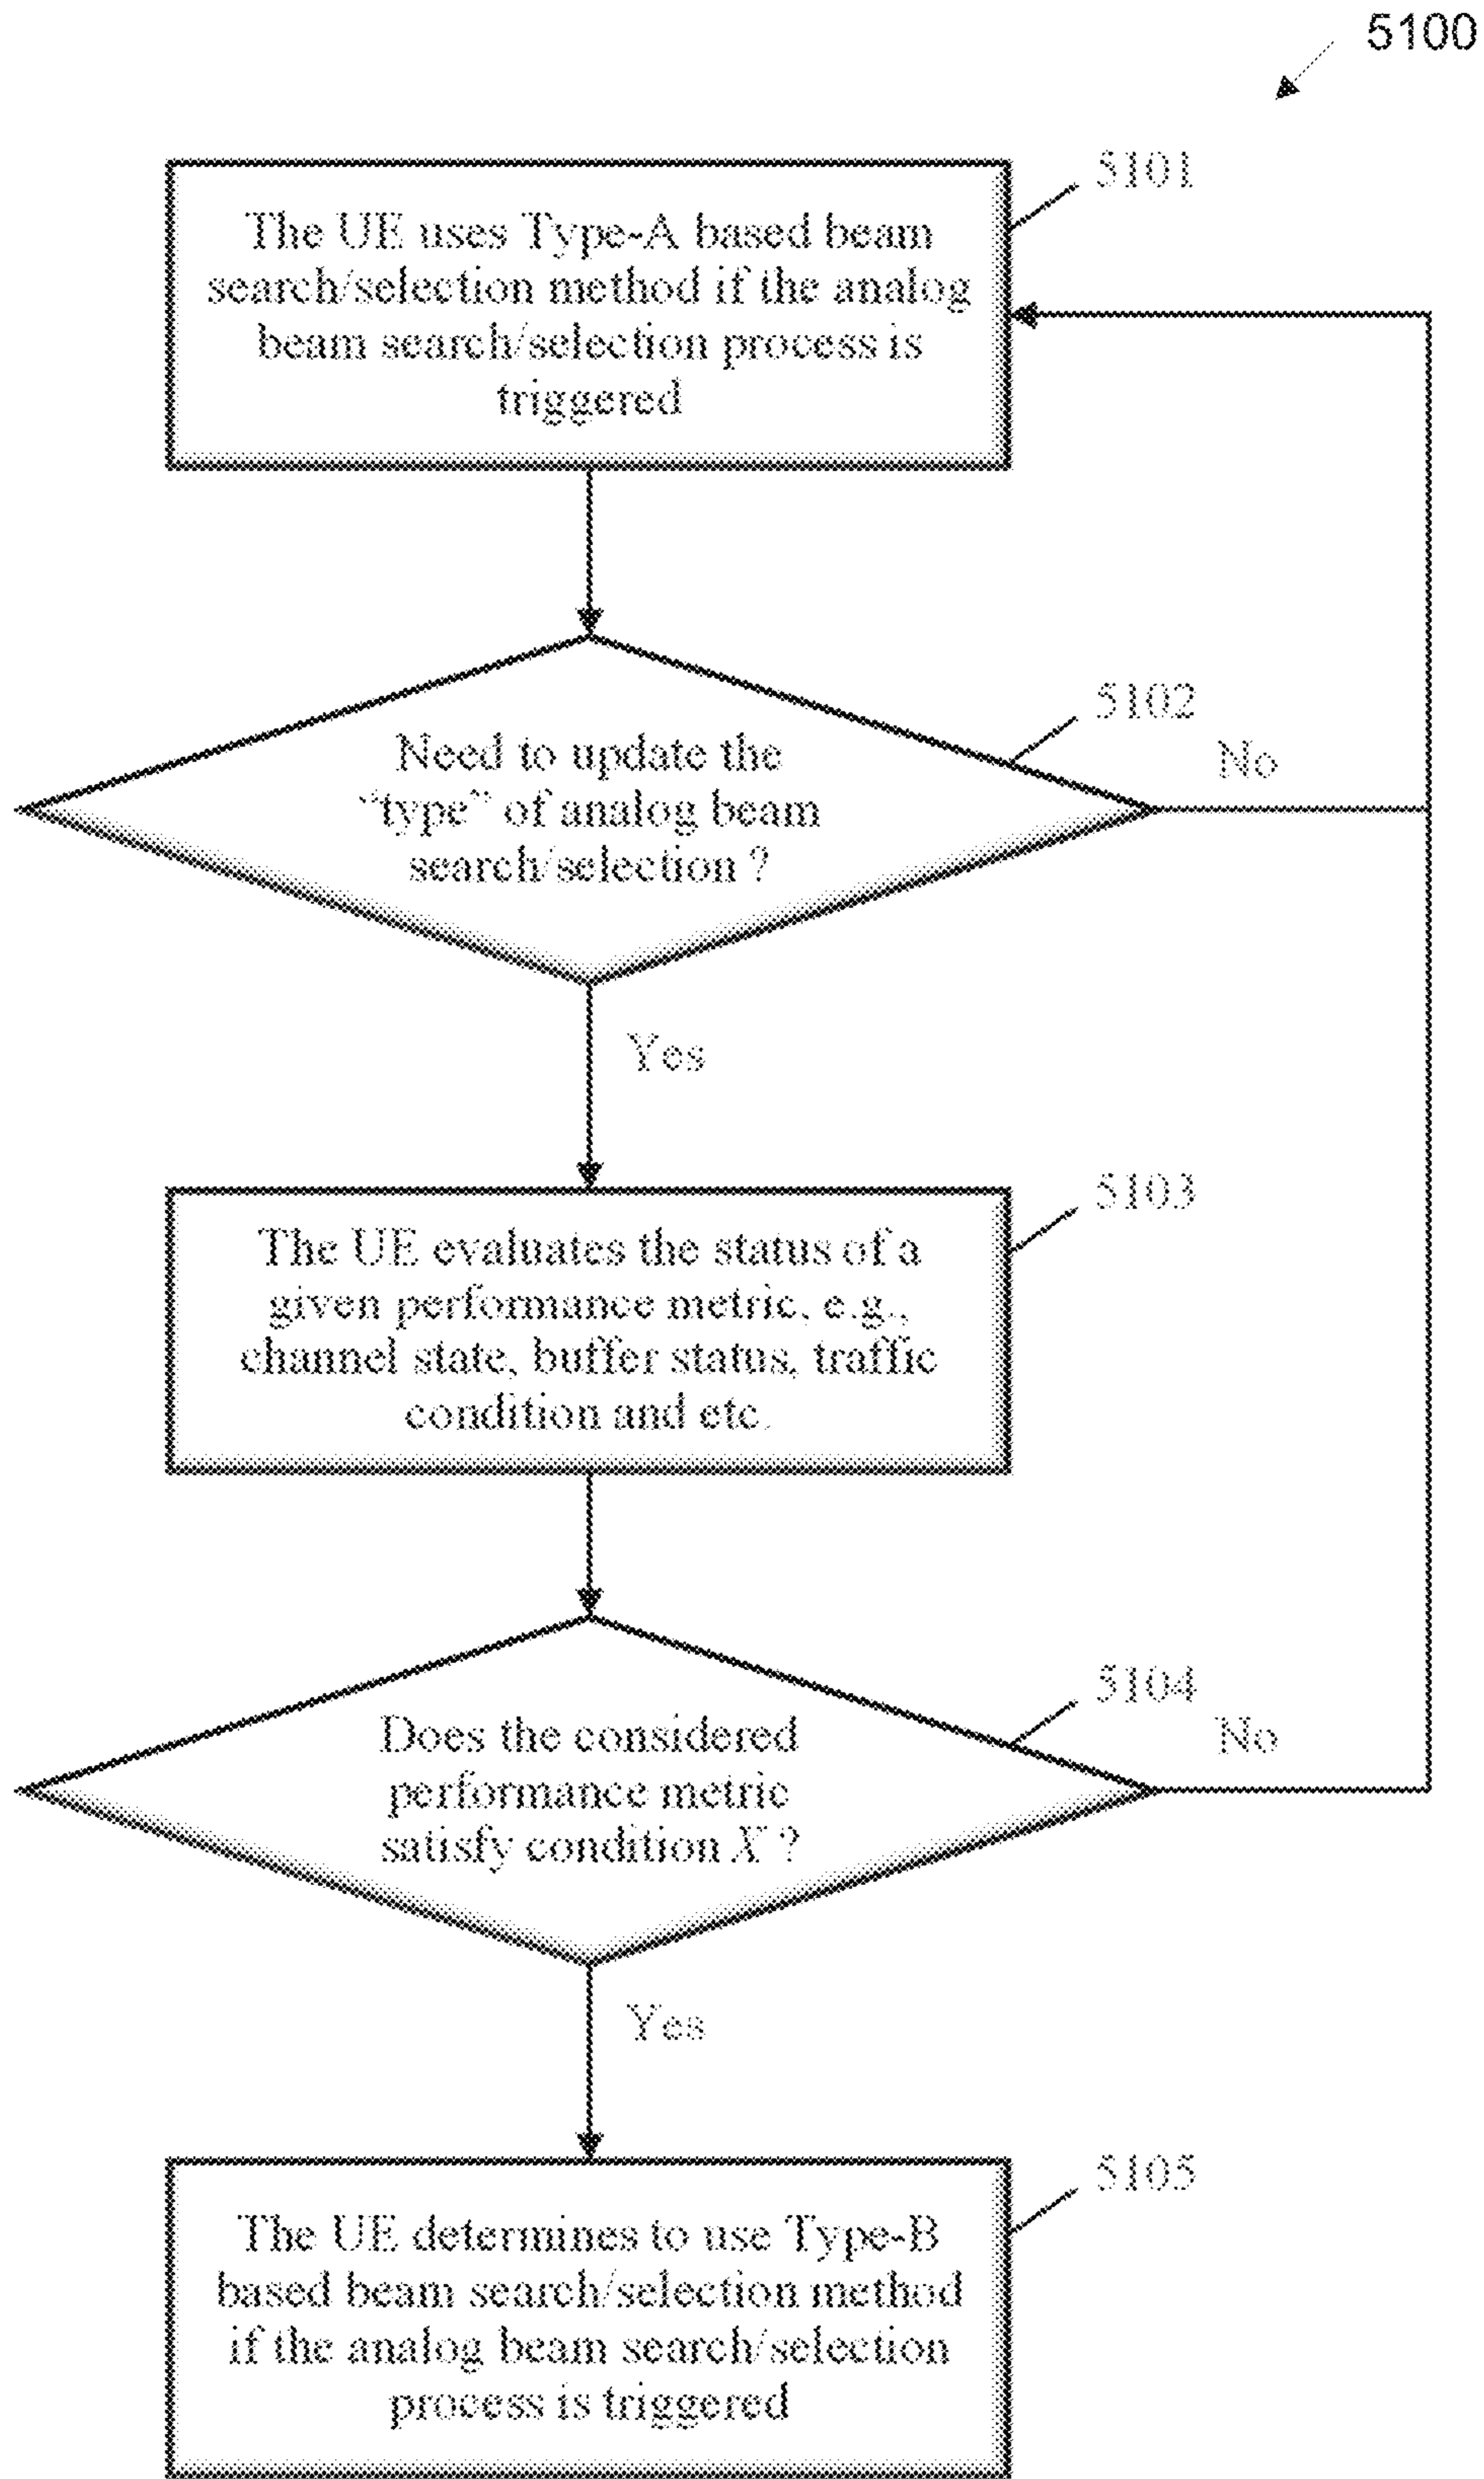 5100
5101
The UE uses Type-A based beam
search/selection method if the analog
beam search/selection process is
triggered
5102
Need to update the
“type” of analog beam
search/selection ?
No
Yes
5103
The UE evaluates the status of a
given performance metric, e.g.,
channel state, buffer status, traffic
condition and etc.
5104
Does the considered
performance metric
satisfy condition X ?
No
Yes
5105
The UE determines to use Type-B
based beam search/selection method
if the analog beam search/selection
process is triggered